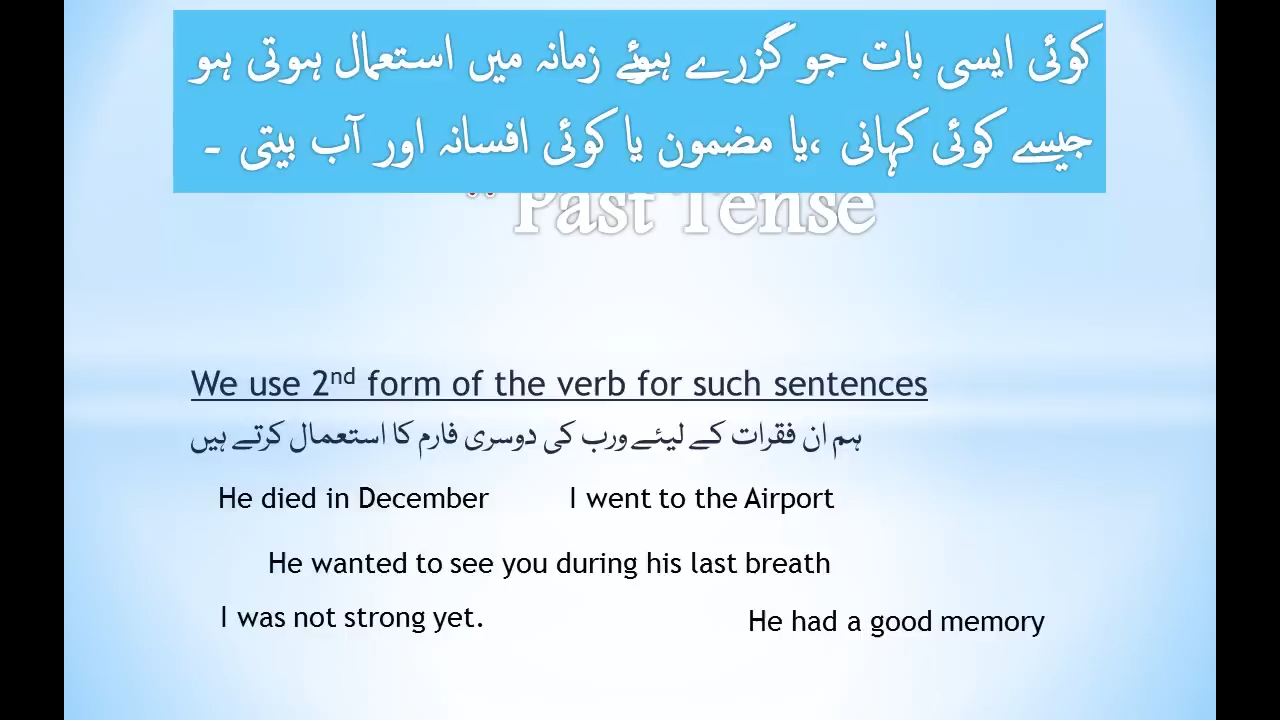 کوئی ایسی بات جو گزرے ہوئے زمانہ میں استعمال ہوتی ہو
جیسے کوئی کہانی ،یا مضمون یا کوئی افسانہ اور آب بیتی ۔
Past Tense
We use 2nd form of the verb for such sentences
ہم ان فقرات کے لیئے ورب کی دوسری فارم کا استعمال کرتے ہیں
He died in December
I went to the Airport
He wanted to see you during his last breath
I was not strong yet.
He had a good memory